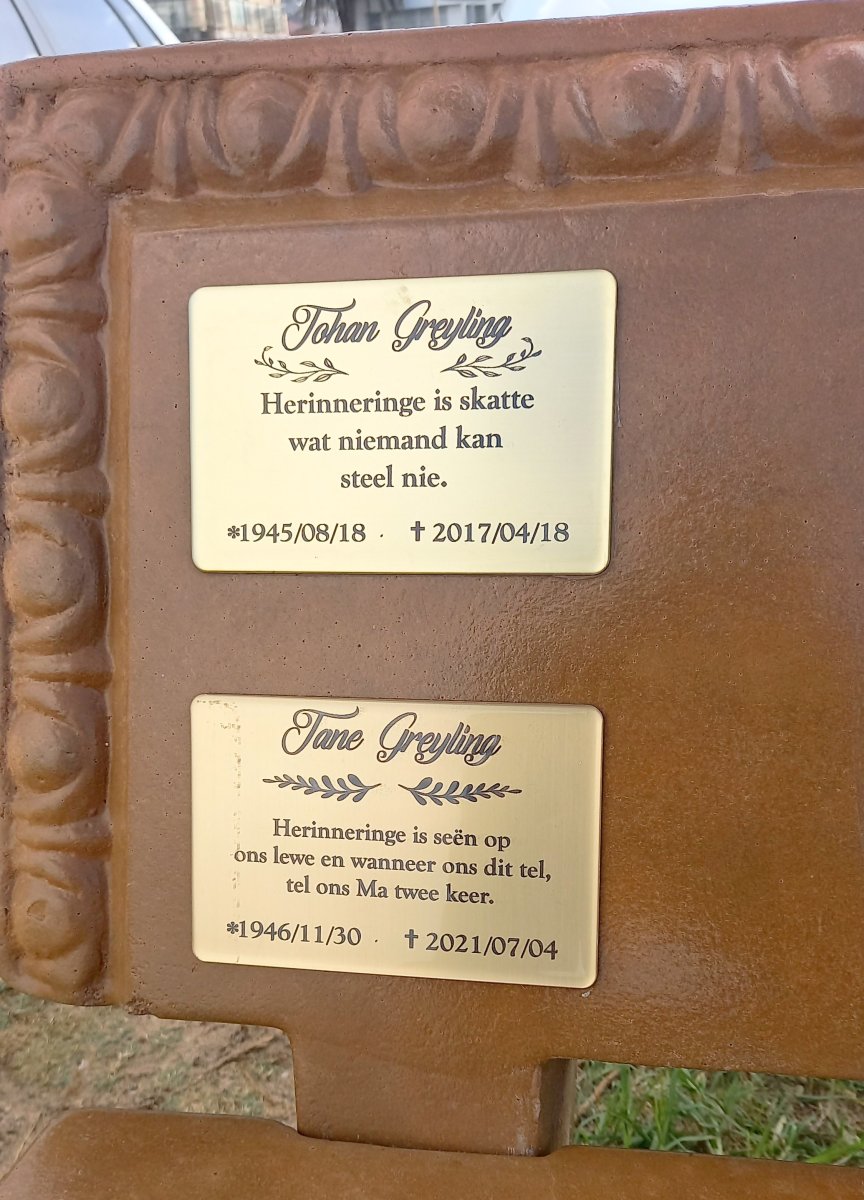 Johan Greyling
Herinneringe is skatte
wat niemand kan
steel nie.
*1945/08/18 · ✝ 2017/04/18
Jane Greyling
Herinneringe is seën op
ons lewe en wanneer ons dit tel,
tel ons Ma twee keer.
*1946/11/30 · ✝ 2021/07/04